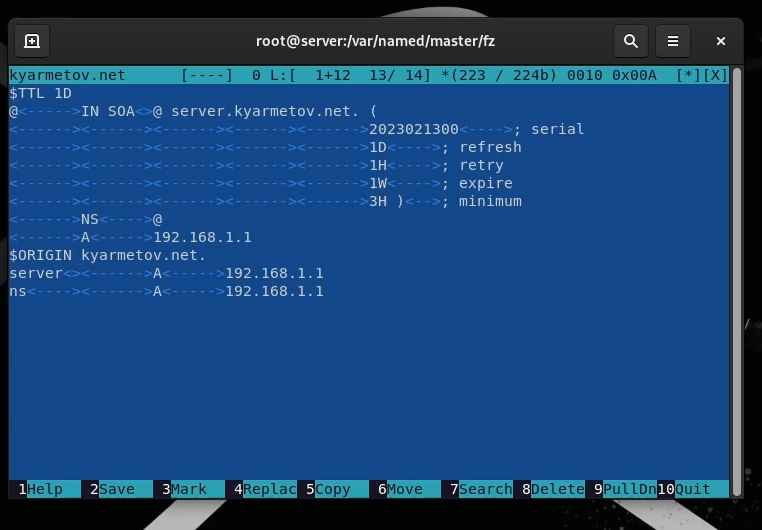 root@server:/var/named/master/fz
kyarmetov.net [----] 0 L:[ 1+12 13/ 14] *(223 / 224b) 0010 0x00A [*][X]
$TTL 1D
@<----->IN SOA<>@ server.kyarmetov.net. (
<------><------><------><------><------>2023021300<---->; serial
<------><------><------><------><------>1D<---->; refresh
<------><------><------><------><------>1H<---->; retry
<------><------><------><------><------>1W<---->; expire
<------><------><------><------><------>3H )<-->; minimum
<------>NS<---->@
<------>A<----->192.168.1.1
$ORIGIN kyarmetov.net.
server<><------>A<----->192.168.1.1
ns<----><------>A<----->192.168.1.1
1Help 2Save 3Mark 4Replac 5Copy 6Move 7Search 8Delete 9PullDn 10Quit